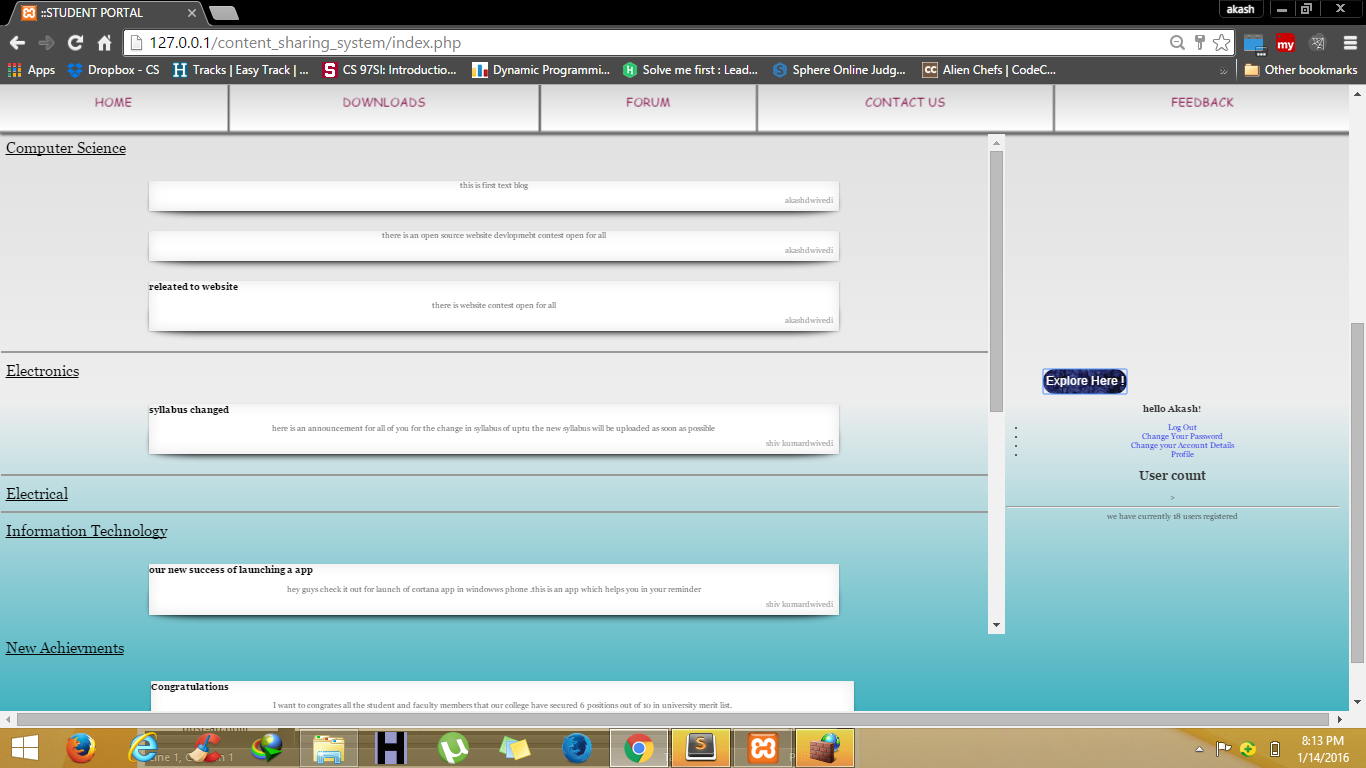 ::STUDENT PORTAL
akash
127.0.0.1/content_sharing_system/index.php
Apps Dropbox - CS Tracks | Easy Track | ... CS 97SI: Introductio... Dynamic Programmi... Solve me first : Lead... Sphere Online Judg... Alien Chefs | CodeC... » Other bookmarks
HOME DOWNLOADS FORUM CONTACT US FEEDBACK
Computer Science
this is first text blog
akashdwivedi
there is an open source website devlopmebt contest open for all
akashdwivedi
releated to website
there is website contest open for all
akashdwivedi
Electronics
syllabus changed
here is an announcement for all of you for the change in syllabus of uptu the new syllabus will be uploaded as soon as possible
shiv kumardwivedi
Electrical
Information Technology
our new success of launching a app
hey guys check it out for launch of cortana app in windowws phone .this is an app which helps you in your reminder
shiv kumardwivedi
New Achievments
Congratulations
I want to congrates all the student and faculty members that our college have secured 6 positions out of 10 in university merit list.
Explore Here !
hello Akash!
Log Out
Change Your Password
Change your Account Details
Profile
User count
>
we have currently 18 users registered
8:13 PM
1/14/2016